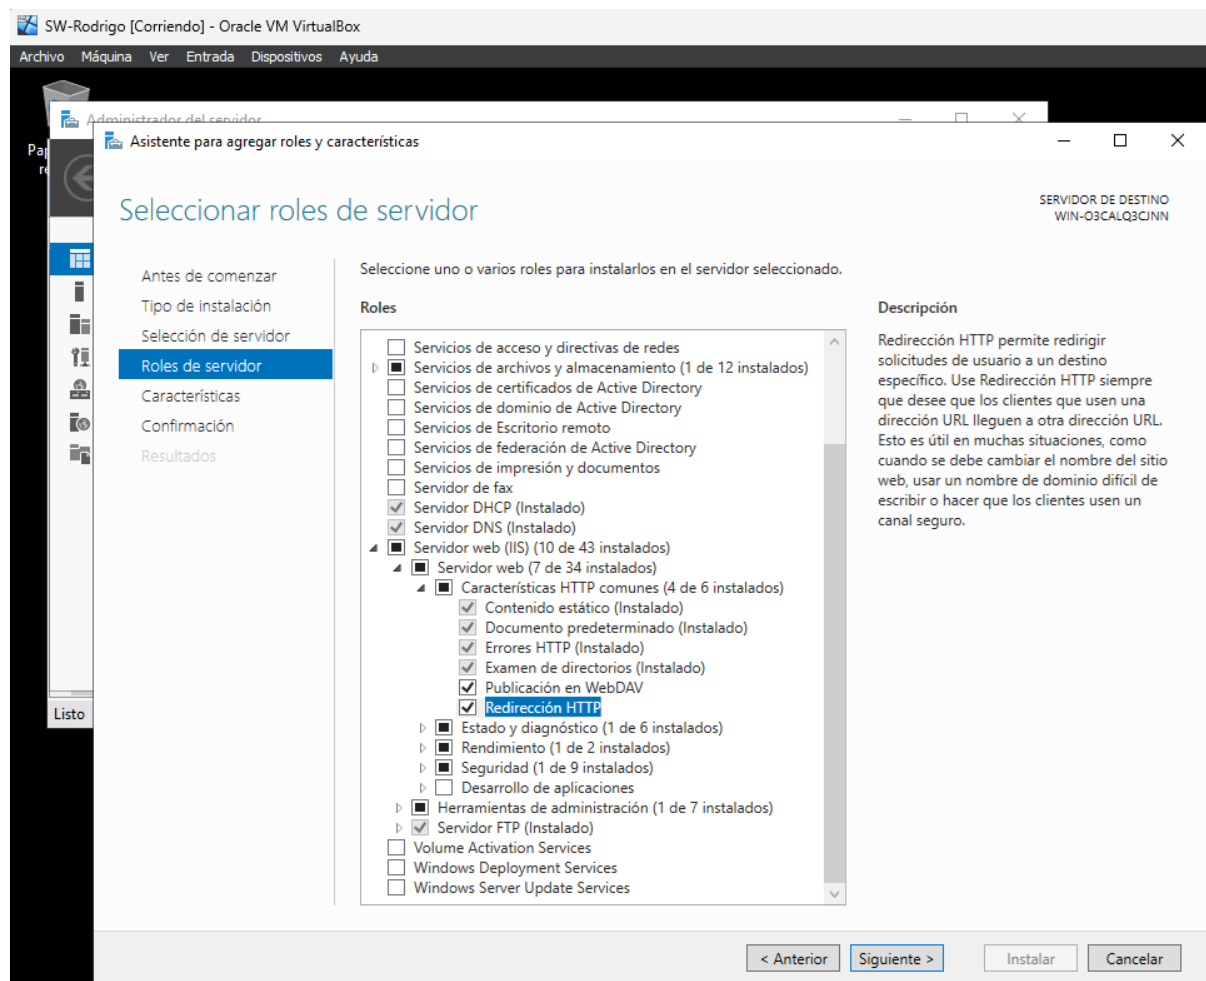 SW-Rodrigo [Corriendo] - Oracle VM VirtualBox
Archivo Máquina Ver Entrada Dispositivos Ayuda
Administrador del servidor
Asistente para agregar roles y características
Seleccionar roles de servidor
SERVIDOR DE DESTINO
WIN-O3CALQ3CJNN
Antes de comenzar
Tipo de instalación
Selección de servidor
Roles de servidor
Características
Confirmación
Resultados
Seleccione uno o varios roles para instalarlos en el servidor seleccionado.
Roles
Servicios de acceso y directivas de redes
Servicios de archivos y almacenamiento (1 de 12 instalados)
Servicios de certificados de Active Directory
Servicios de dominio de Active Directory
Servicios de Escritorio remoto
Servicios de federación de Active Directory
Servicios de impresión y documentos
Servidor de fax
Servidor DHCP (Instalado)
Servidor DNS (Instalado)
Servidor web (IIS) (10 de 43 instalados)
Servidor web (7 de 34 instalados)
Características HTTP comunes (4 de 6 instalados)
Contenido estático (Instalado)
Documento predeterminado (Instalado)
Errores HTTP (Instalado)
Examen de directorios (Instalado)
Publicación en WebDAV
Redirección HTTP
Estado y diagnóstico (1 de 6 instalados)
Rendimiento (1 de 2 instalados)
Seguridad (1 de 9 instalados)
Desarrollo de aplicaciones
Herramientas de administración (1 de 7 instalados)
Servidor FTP (Instalado)
Volume Activation Services
Windows Deployment Services
Windows Server Update Services
Descripción
Redirección HTTP permite redirigir
solicitudes de usuario a un destino
específico. Use Redirección HTTP siempre
que desee que los clientes que usen una
dirección URL lleguen a otra dirección URL.
Esto es útil en muchas situaciones, como
cuando se debe cambiar el nombre del sitio
web, usar un nombre de dominio difícil de
escribir o hacer que los clientes usen un
canal seguro.
Listo
< Anterior
Siguiente >
Instalar
Cancelar